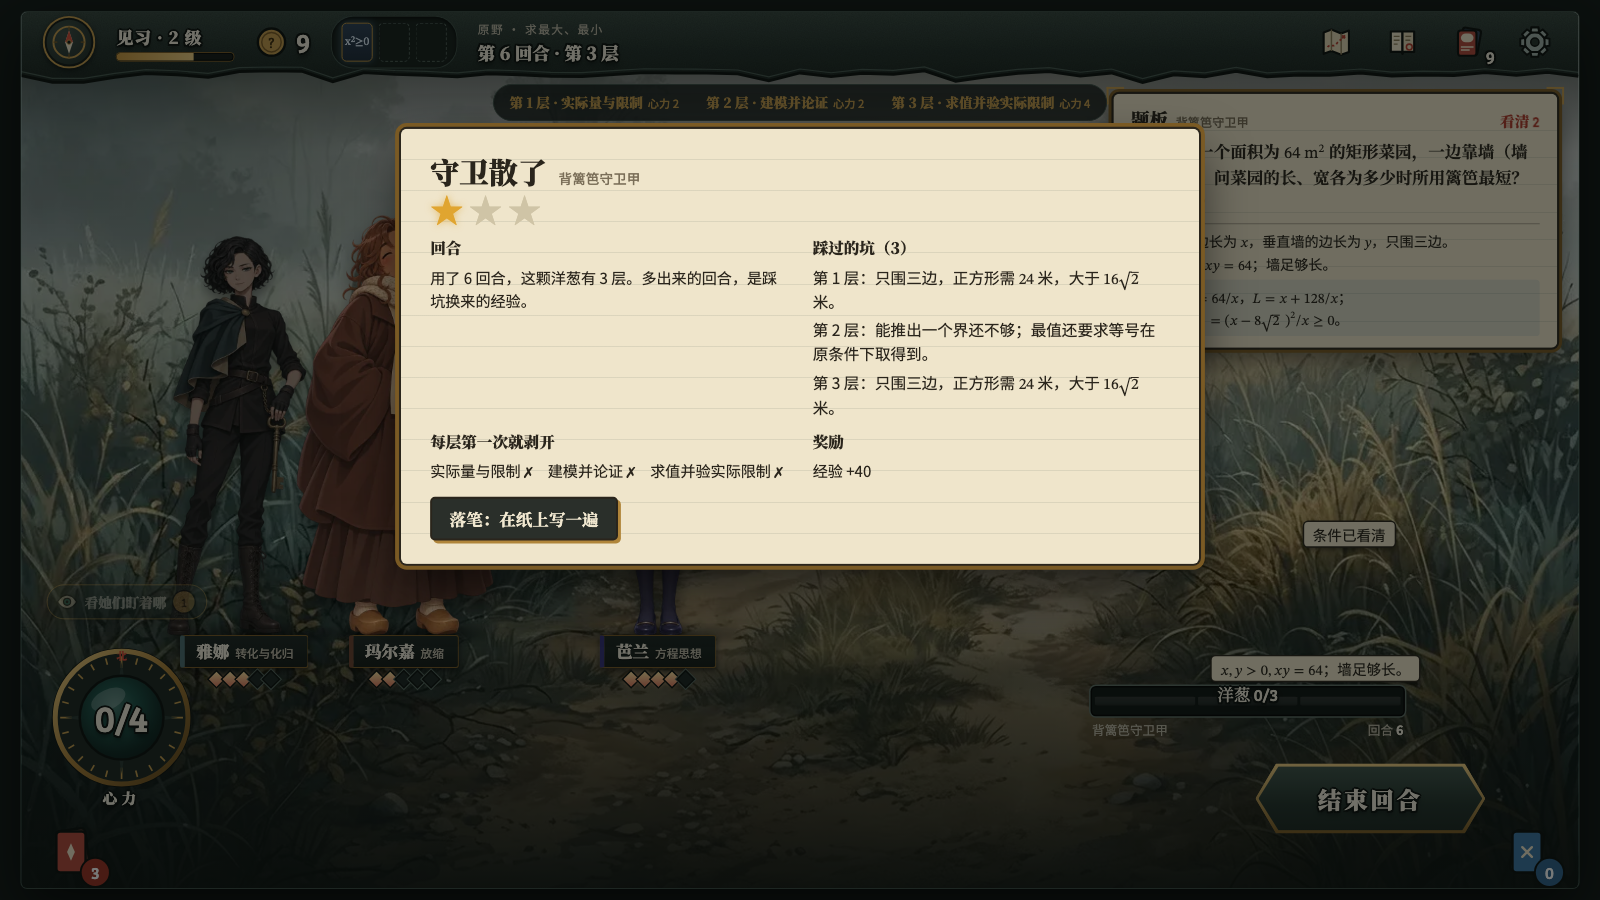 见习 · 2 级
?
9
x²≥0
原野 · 求最大、最小
第 6 回合 · 第 3 层
9
第 1 层 · 实际量与限制 心力 2
第 2 层 · 建模并论证 心力 2
第 3 层 · 求值并验实际限制 心力 4
题板 背篱笆守卫甲
看清 2
一个面积为 64 m² 的矩形菜园，一边靠墙（墙
问菜园的长、宽各为多少时所用篱笆最短？
边长为 x，垂直墙的边长为 y，只围三边。
xy = 64；墙足够长。
= 64/x，L = x + 128/x；
= (x − 8√2 )²/x ≥ 0。
守卫散了 背篱笆守卫甲
回合
用了 6 回合，这颗洋葱有 3 层。多出来的回合，是踩
坑换来的经验。
踩过的坑（3）
第 1 层：只围三边，正方形需 24 米，大于 16√2
米。
第 2 层：能推出一个界还不够；最值还要求等号在
原条件下取得到。
第 3 层：只围三边，正方形需 24 米，大于 16√2
米。
每层第一次就剥开
实际量与限制✗ 建模并论证✗ 求值并验实际限制✗
奖励
经验 +40
落笔：在纸上写一遍
条件已看清
看她们盯着哪 1
雅娜 转化与化归
玛尔嘉 放缩
芭兰 方程思想
x, y > 0, xy = 64；墙足够长。
洋葱 0/3
背篱笆守卫甲
回合 6
0/4
心力
结束回合
3
0